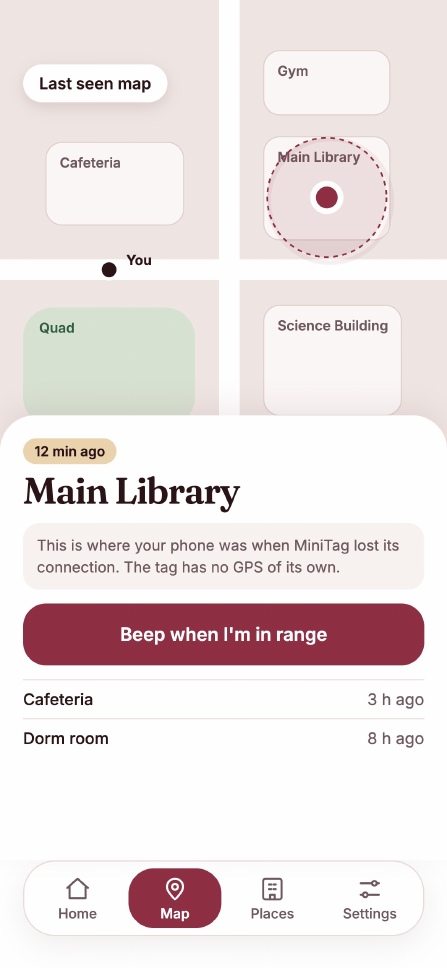 Last seen map
Gym
Cafeteria
Main Library
You
Quad
Science Building
12 min ago
Main Library
This is where your phone was when MiniTag lost its
connection. The tag has no GPS of its own.
Beep when I'm in range
Cafeteria 3 h ago
Dorm room 8 h ago
Home Map Places Settings